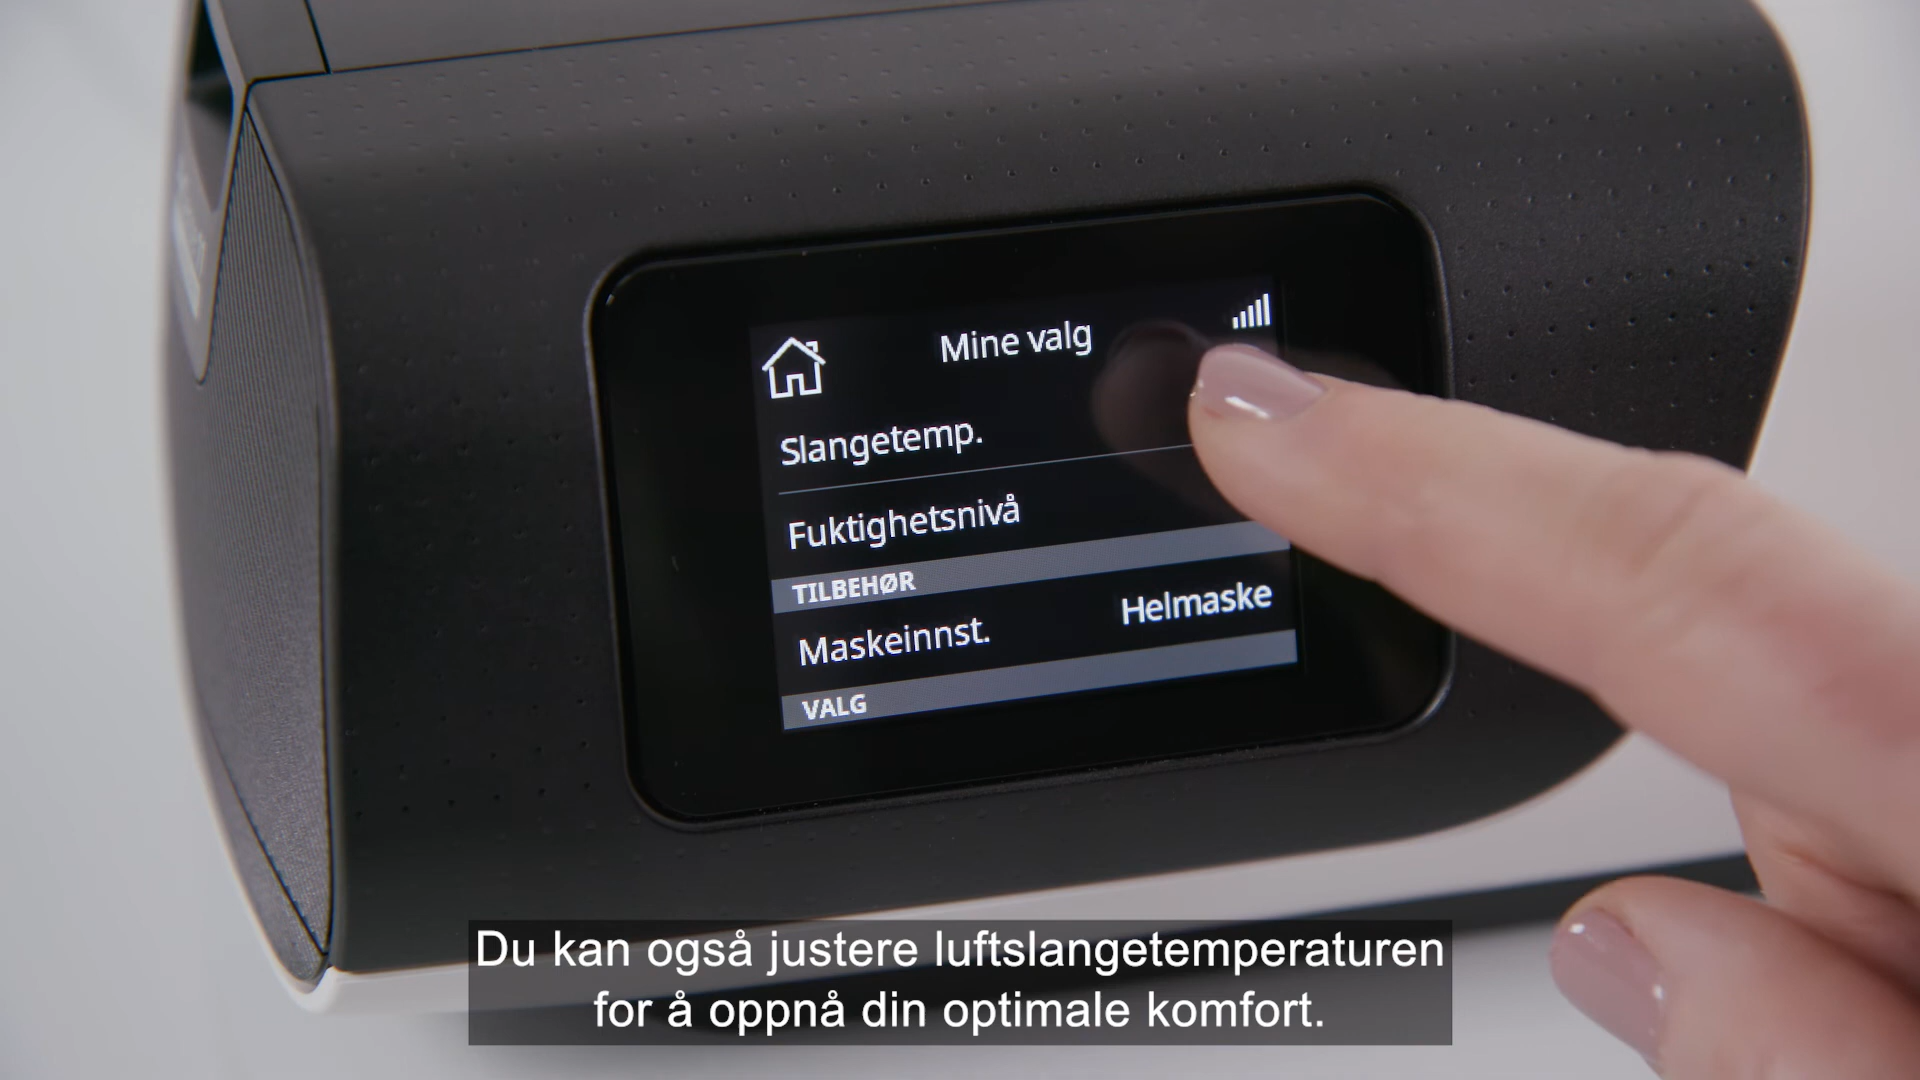 Mine valg
Slangetemp.
Fuktighetsnivå
TILBEHØR
Maskeinnst. Helmaske
VALG
Du kan også justere luftslangetemperaturen
for å oppnå din optimale komfort.